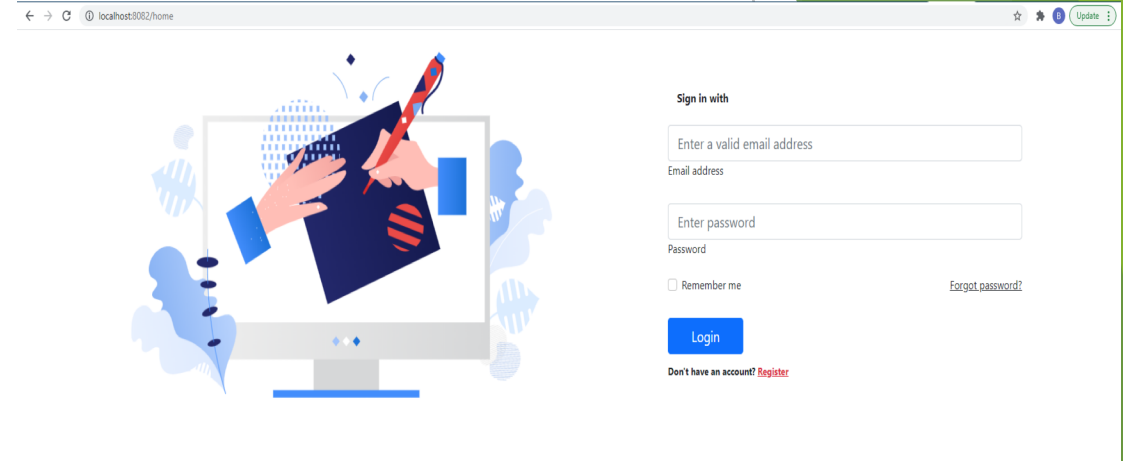 localhost:8082/home
B
Update
Sign in with
Enter a valid email address
Email address
Enter password
Password
Remember me
Forgot password?
Login
Don't have an account? Register